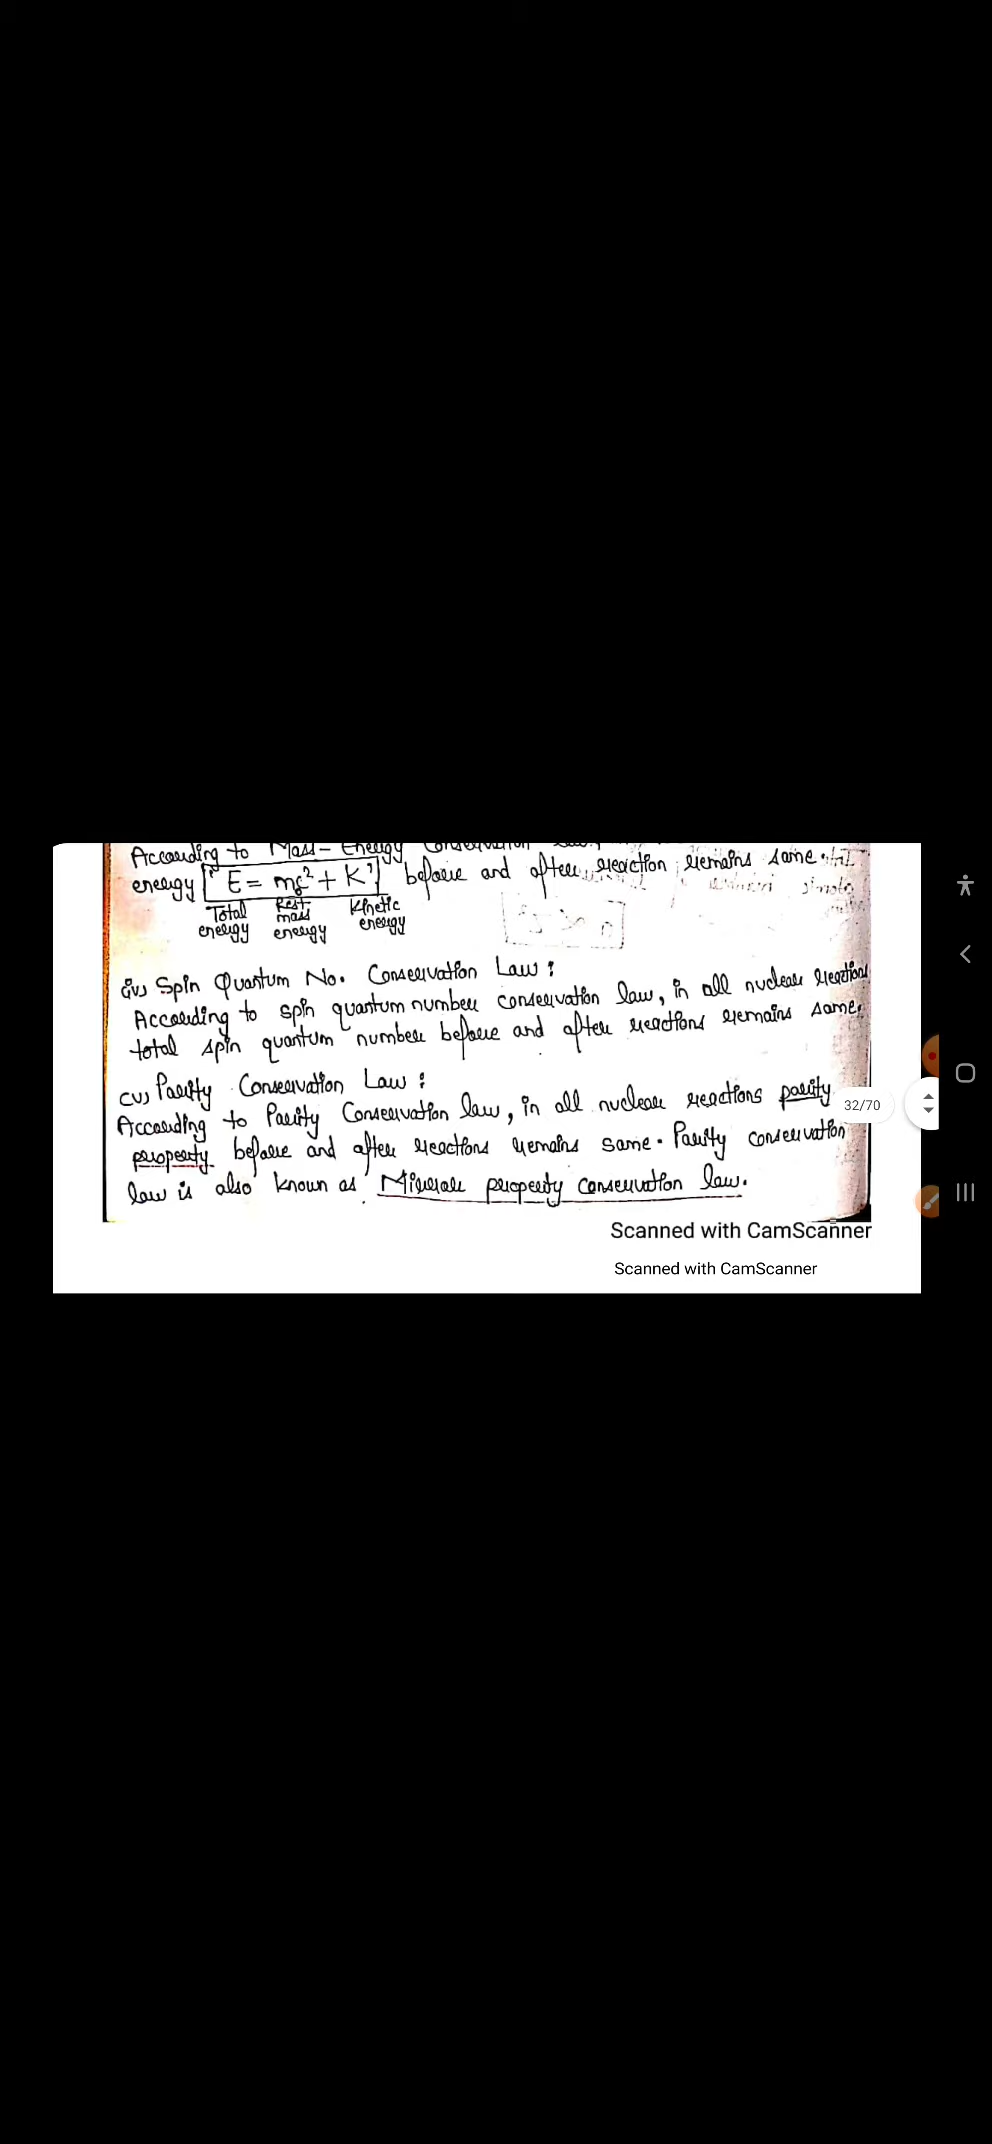 According to Mass-Energy Conservation Law,
energy "E = mc² + K" before and after reaction, remains same.
Total energy Rest mass energy Kinetic energy
iv) Spin Quantum No. Conservation Law :
According to spin quantum number conservation law, in all nuclear reactions
total spin quantum number before and after reactions remains same.
(v) Parity Conservation Law :
According to Parity Conservation law, in all nuclear reactions parity
property before and after reactions remains same. Parity conservation
law is also known as Mirror property conservation law.
32/70
Scanned with CamScanner
Scanned with CamScanner